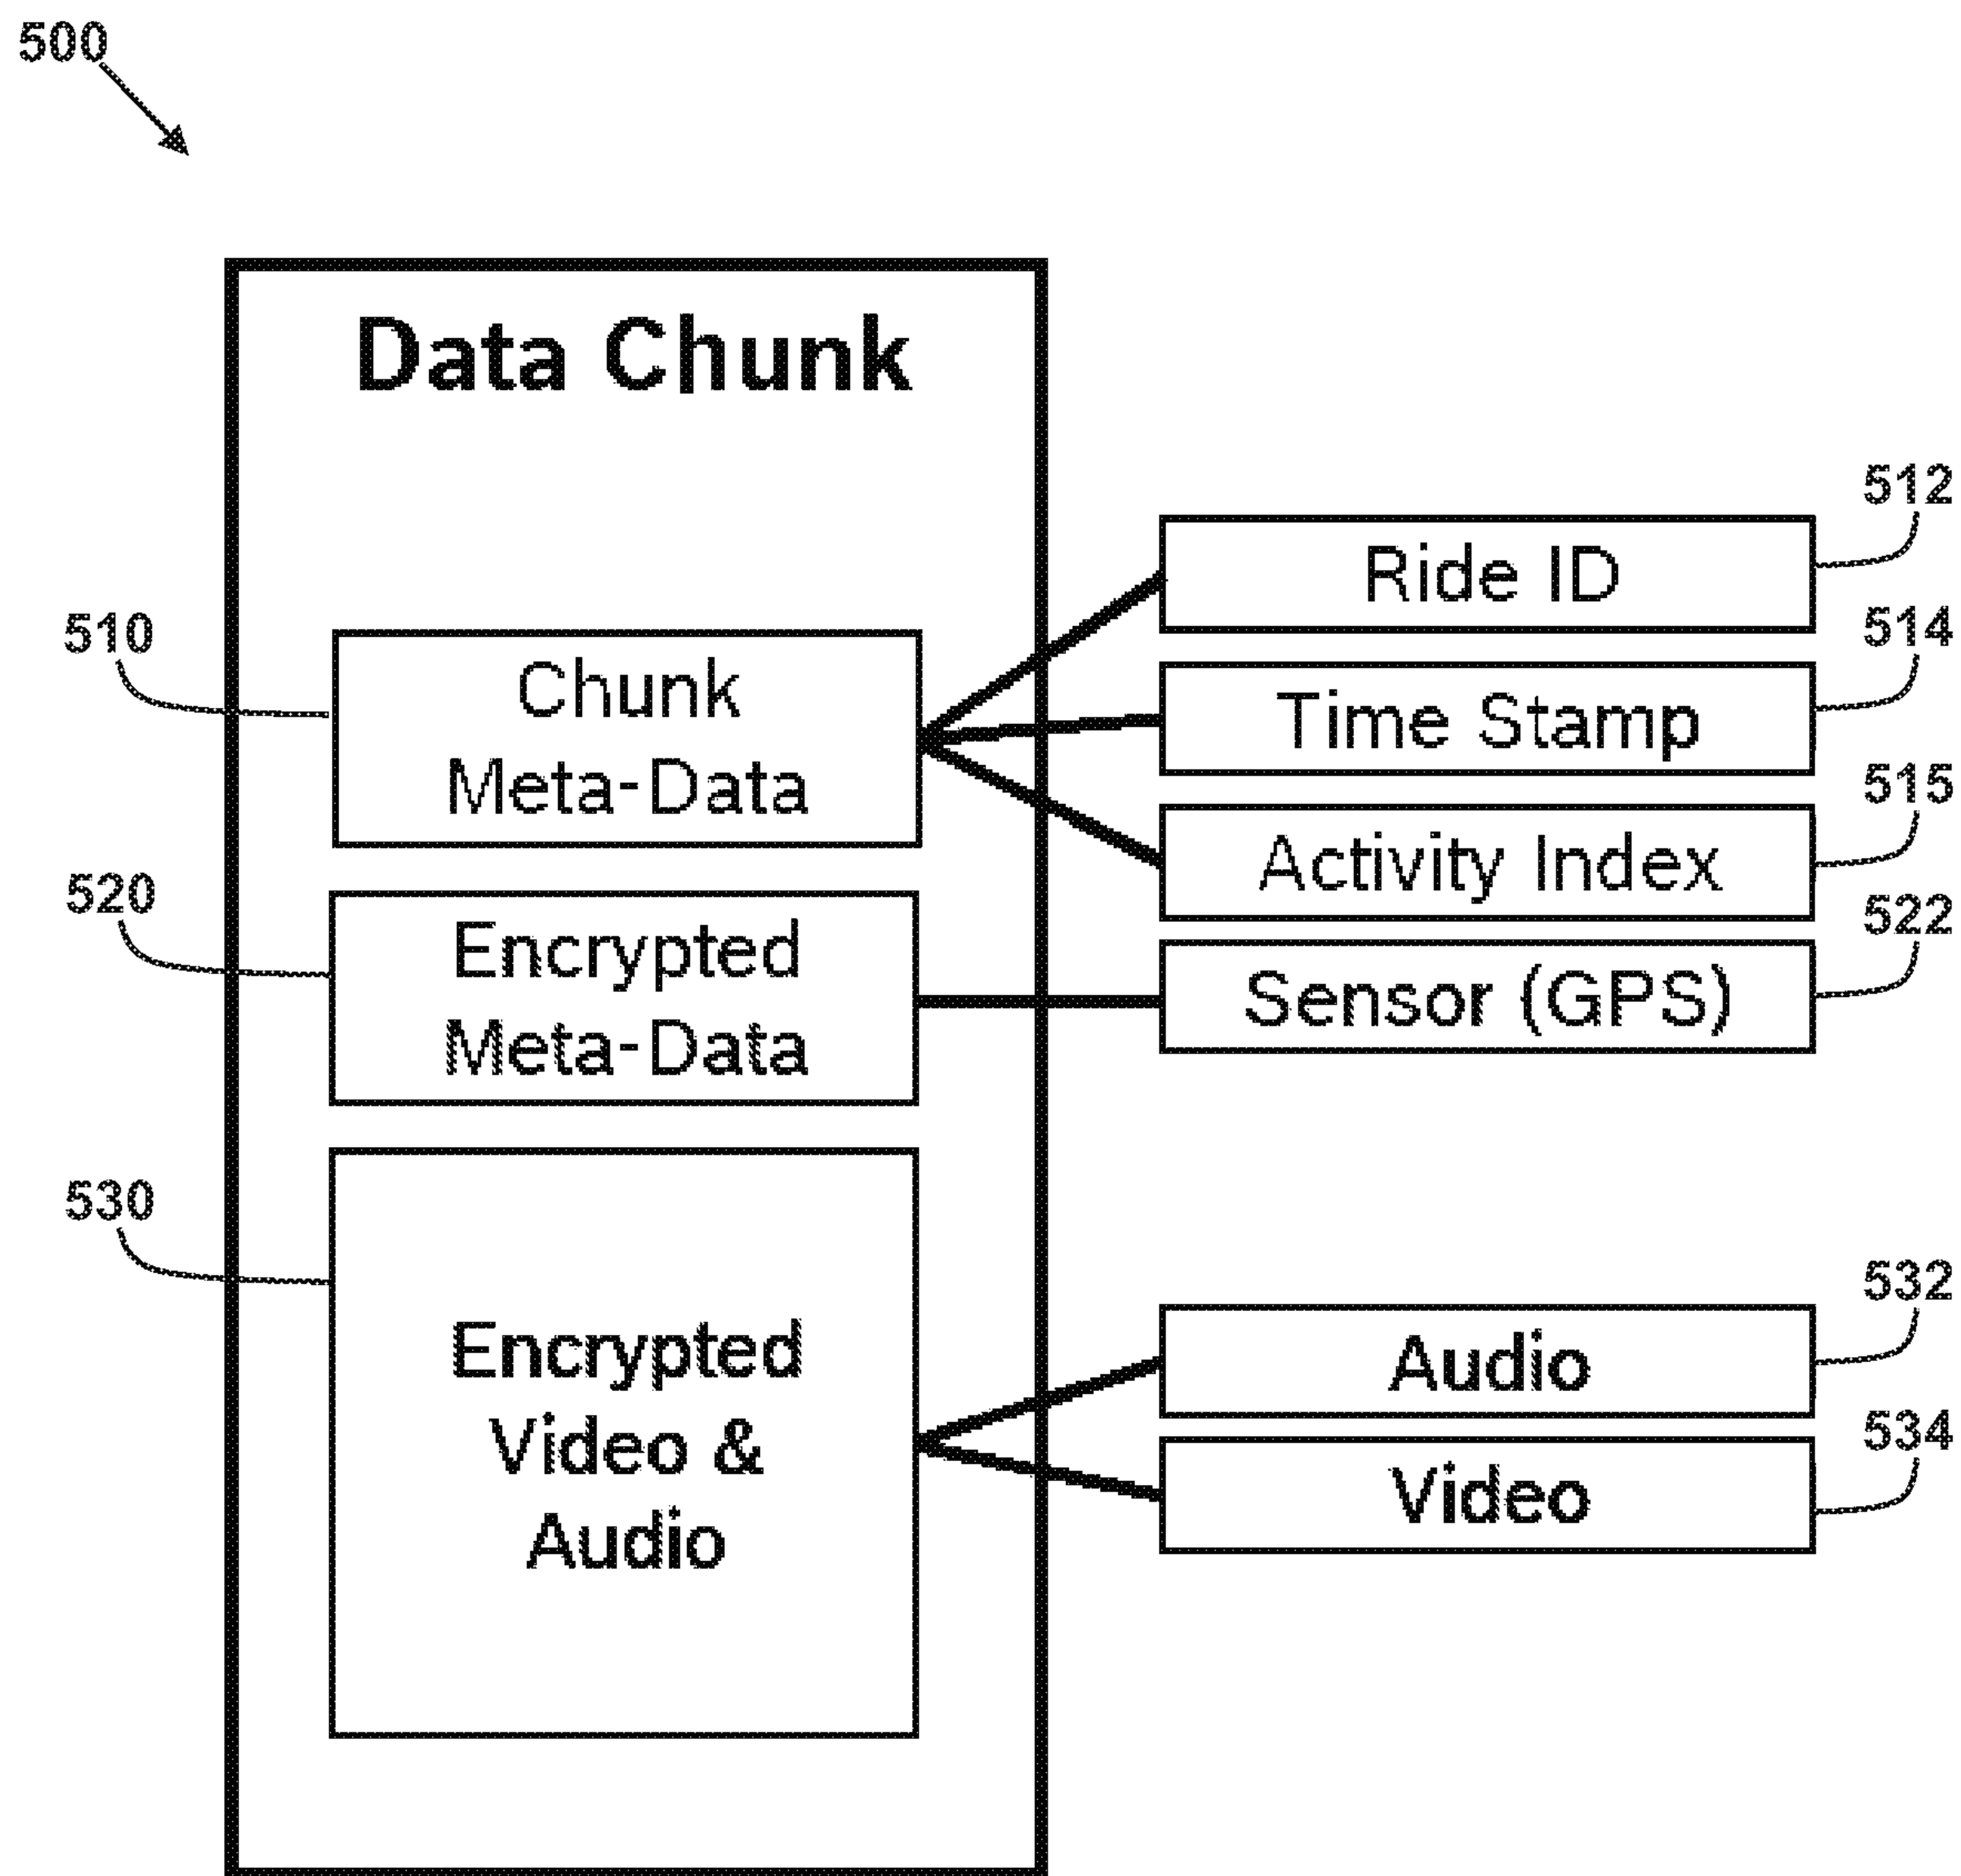 500
Data Chunk
512
Ride ID
514
510
Chunk
Meta-Data
Time Stamp
515
Activity Index
520
522
Encrypted
Meta-Data
Sensor (GPS)
530
532
Encrypted
Video &
Audio
Audio
534
Video